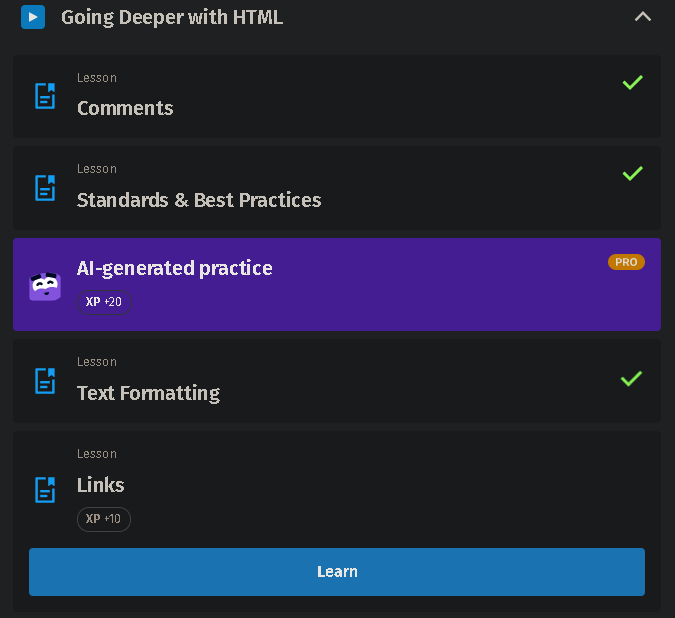 Going Deeper with HTML
Lesson
Comments
Lesson
Standards & Best Practices
AI-generated practice
PRO
XP +20
Lesson
Text Formatting
Lesson
Links
XP +10
Learn